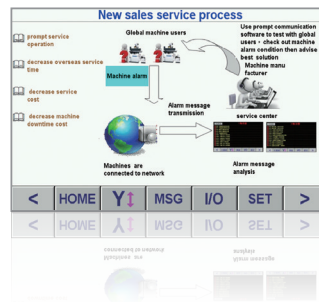 New sales service process
prompt service
operation
decrease overseas service
time
decrease service
cost
decrease machine
downtime cost
Global machine users
Machine alarm
Use prompt communication
software to test with global
users, check out machine
alarm condition then advise
best solution
Machine manu
facturer
Alarm message
transmission
service center
Machines are
connected to network
Alarm message
analysis
< HOME Y MSG I/O SET >